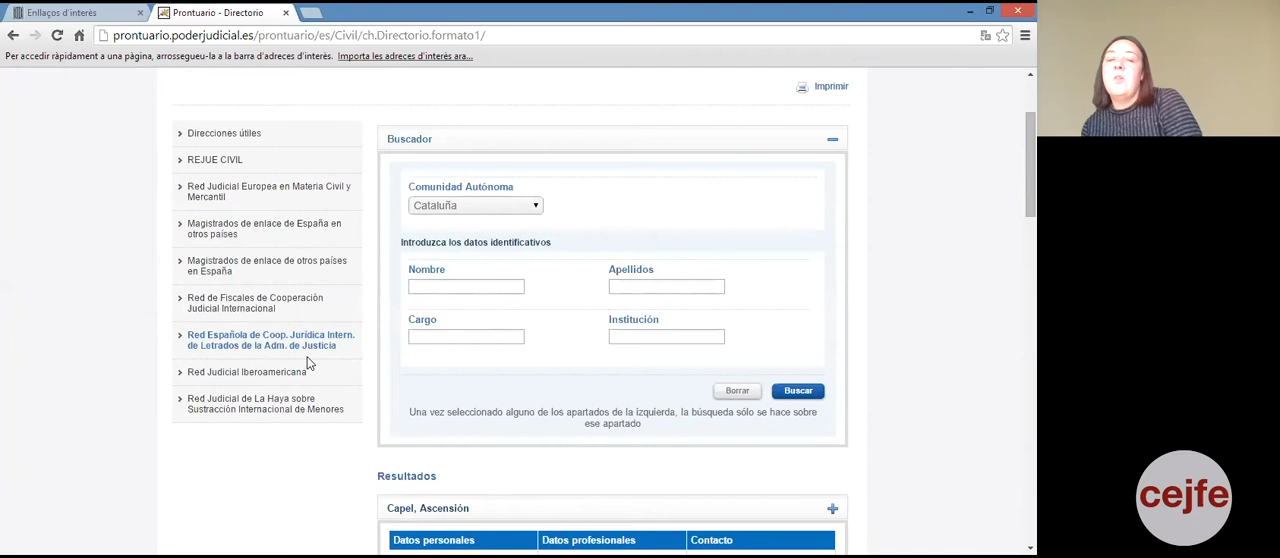 Enllaços d'interès
Prontuario - Directorio
prontuario.poderjudicial.es/prontuario/es/Civil/ch.Directorio.formato1/
Per accedir ràpidament a una pàgina, arrossegueu-la a la barra d'adreces d'interès. Importa les adreces d'interès ara...
Imprimir
Direcciones útiles
REJUE CIVIL
Red Judicial Europea en Materia Civil y
Mercantil
Magistrados de enlace de España en
otros países
Magistrados de enlace de otros países
en España
Red de Fiscales de Cooperación
Judicial Internacional
Red Española de Coop. Jurídica Intern.
de Letrados de la Adm. de Justicia
Red Judicial Iberoamericana
Red Judicial de La Haya sobre
Sustracción Internacional de Menores
Buscador
Comunidad Autónoma
Cataluña
Introduzca los datos identificativos
Nombre Apellidos
Cargo Institución
Borrar Buscar
Una vez seleccionado alguno de los apartados de la izquierda, la búsqueda sólo se hace sobre
ese apartado
Resultados
Capel, Ascensión
Datos personales Datos profesionales Contacto
cejfe